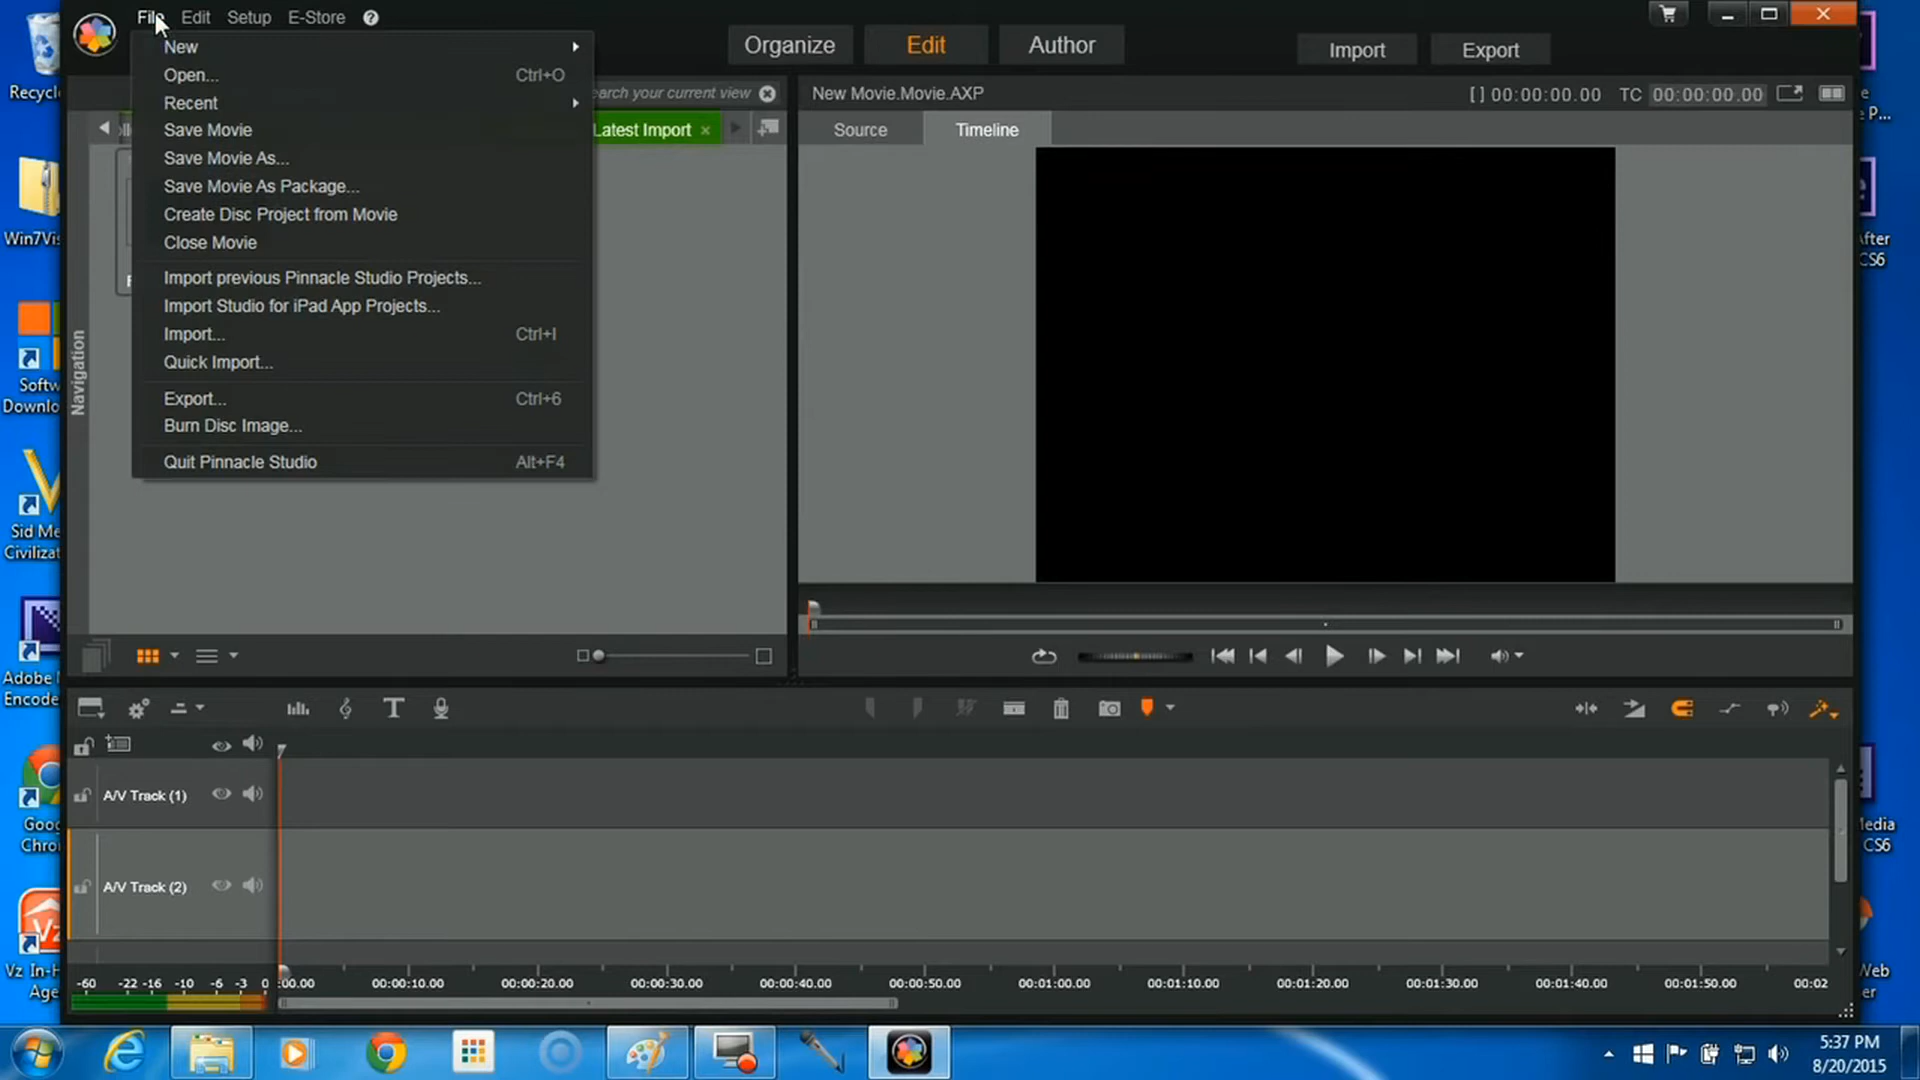 File Edit Setup E-Store ?
Organize Edit Author Import Export
New
Open... Ctrl+O
Recent
Save Movie
Save Movie As...
Save Movie As Package...
Create Disc Project from Movie
Close Movie
Import previous Pinnacle Studio Projects...
Import Studio for iPad App Projects...
Import... Ctrl+I
Quick Import...
Export... Ctrl+6
Burn Disc Image...
Quit Pinnacle Studio Alt+F4
earch your current view
Latest Import
New Movie.Movie.AXP [ ] 00:00:00.00 TC 00:00:00.00
Source Timeline
Navigation
A/V Track (1)
A/V Track (2)
-60 -22 -16 -10 -6 -3 0
:00.00 00:00:10.00 00:00:20.00 00:00:30.00 00:00:40.00 00:00:50.00 00:01:00.00 00:01:10.00 00:01:20.00 00:01:30.00 00:01:40.00 00:01:50.00 00:02
Recycle
Win7Vis
Softw
Downlo
Sid Me
Civilizat
Adobe
Encode
Goo
Chro
Vz In-H
Age
P...
After
CS6
Media
CS6
Web
er
5:37 PM
8/20/2015